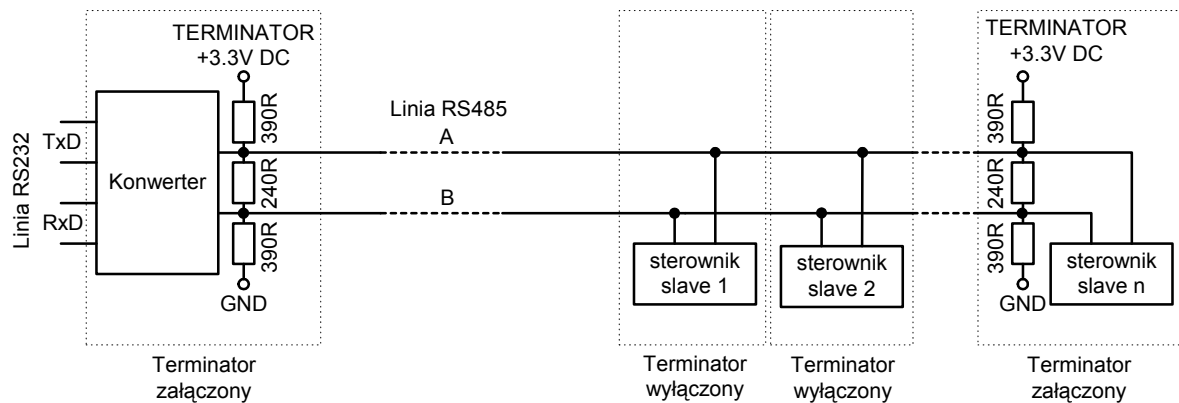 TERMINATOR
+3.3V DC
390R
240R
390R
GND
Linia RS232
TxD
RxD
Konwerter
Linia RS485
A
B
sterownik
slave 1
sterownik
slave 2
TERMINATOR
+3.3V DC
390R
240R
390R
GND
sterownik
slave n
Terminator
załączony
Terminator
wyłączony
Terminator
wyłączony
Terminator
załączony